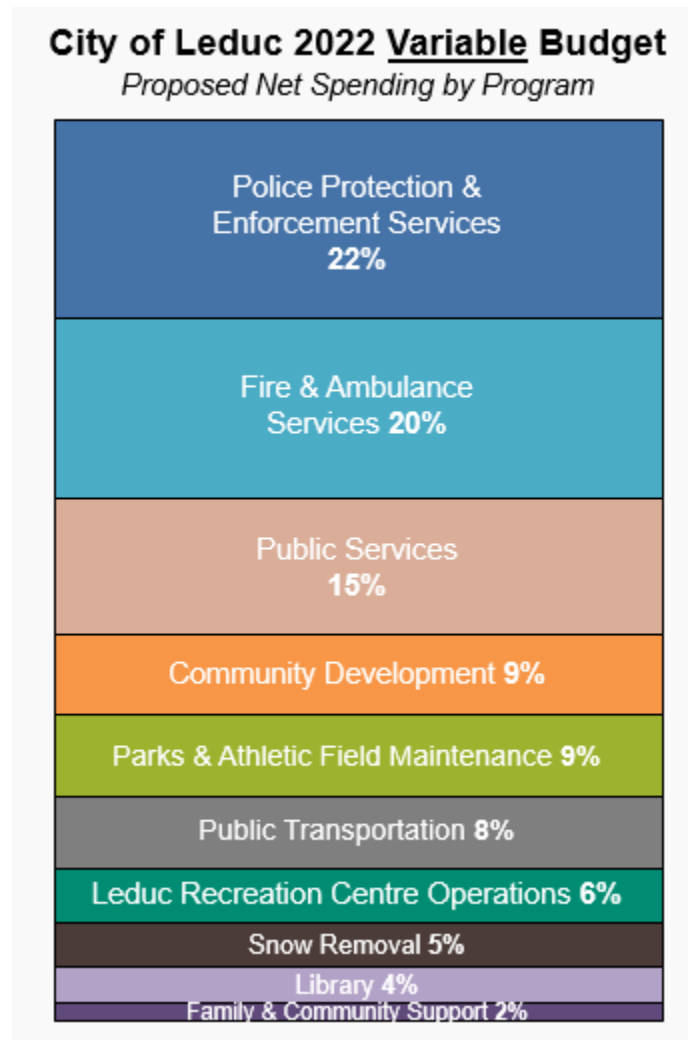 City of Leduc 2022 Variable Budget
Proposed Net Spending by Program
Police Protection &
Enforcement Services
22%
Fire & Ambulance
Services 20%
Public Services
15%
Community Development 9%
Parks & Athletic Field Maintenance 9%
Public Transportation 8%
Leduc Recreation Centre Operations 6%
Snow Removal 5%
Library 4%
Family & Community Support 2%